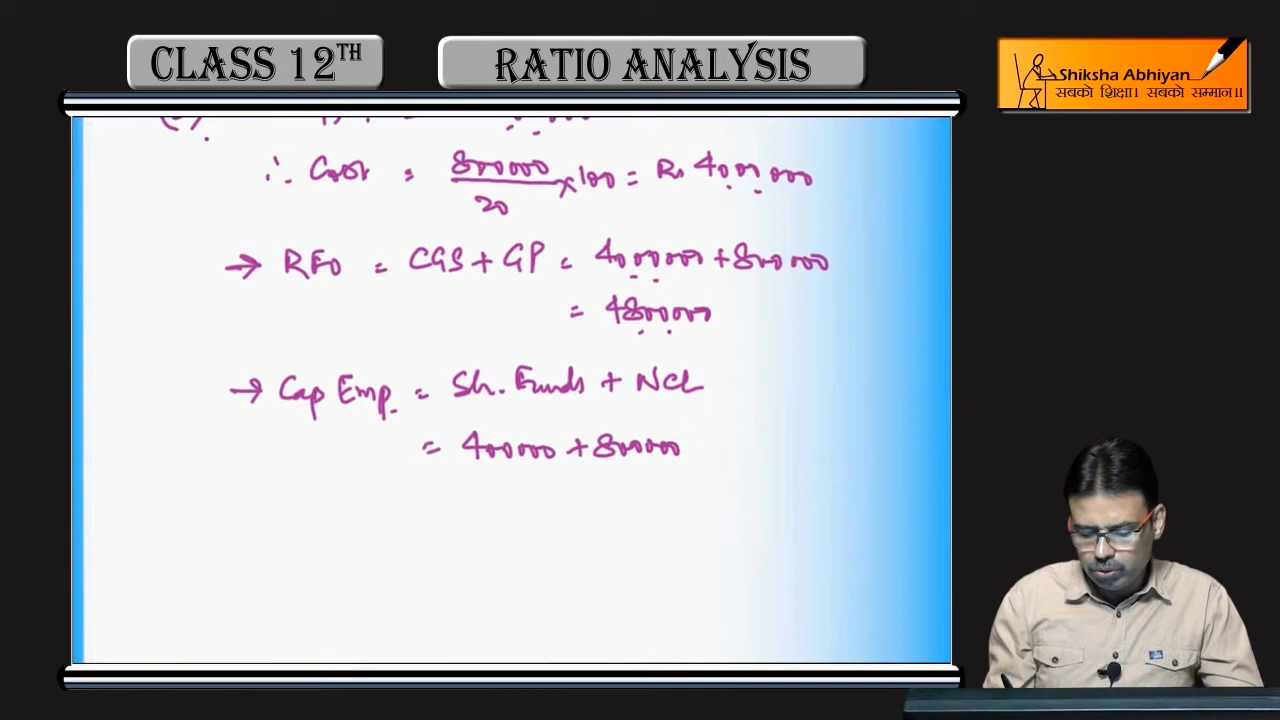 CLASS 12TH
RATIO ANALYSIS
Shiksha Abhiyan
सबको शिक्षा। सबको सम्मान।।
∴ Cost = 800000/20 × 100 = Rs 4000000
→ RFO = CGS + GP = 4000000 + 800000
= 4800000
→ Cap Emp. = Sh. Funds + NCL
= 400000 + 800000